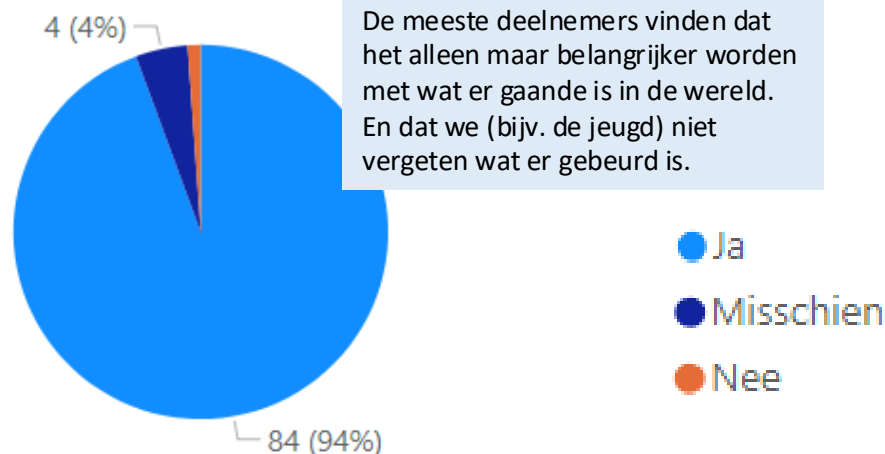 4 (4%)
De meeste deelnemers vinden dat
het alleen maar belangrijker worden
met wat er gaande is in de wereld.
En dat we (bijv. de jeugd) niet
vergeten wat er gebeurd is.
Ja
Misschien
Nee
84 (94%)